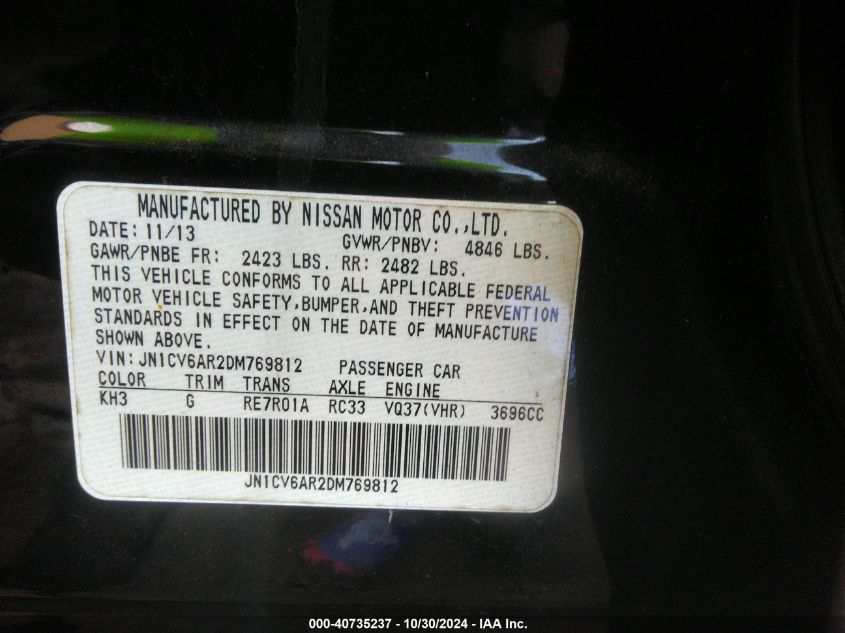 MANUFACTURED BY NISSAN MOTOR CO.,LTD.
DATE: 11/13 GVWR/PNBV: 4846 LBS.
GAWR/PNBE FR: 2423 LBS. RR: 2482 LBS.
THIS VEHICLE CONFORMS TO ALL APPLICABLE FEDERAL
MOTOR VEHICLE SAFETY,BUMPER,AND THEFT PREVENTION
STANDARDS IN EFFECT ON THE DATE OF MANUFACTURE
SHOWN ABOVE.
VIN: JN1CV6AR2DM769812 PASSENGER CAR
COLOR TRIM TRANS AXLE ENGINE
KH3 G RE7R01A RC33 VQ37(VHR) 3696CC
JN1CV6AR2DM769812
000-40735237 - 10/30/2024 - IAA Inc.